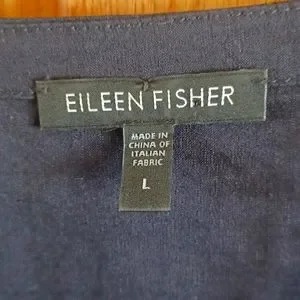 EILEEN FISHER
MADE IN
CHINA OF
ITALIAN
FABRIC
L